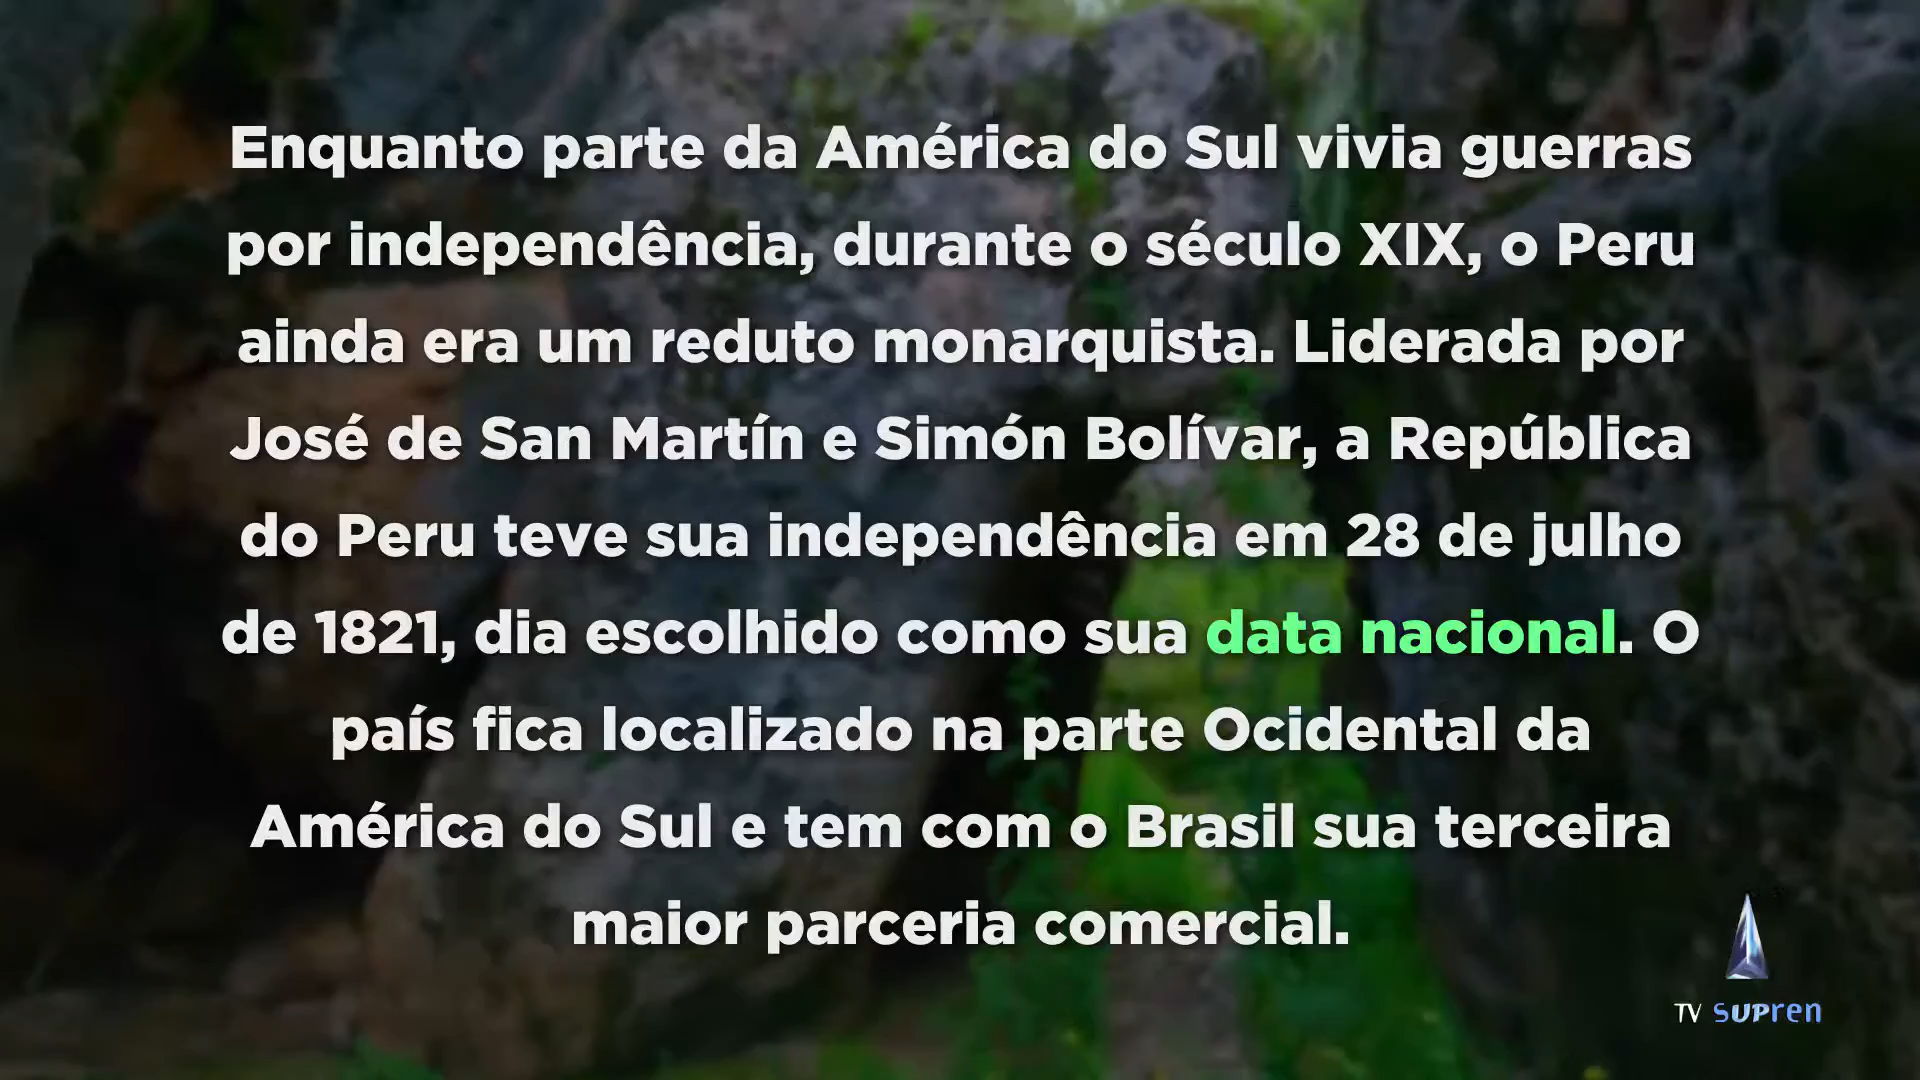 Enquanto parte da América do Sul vivia guerras
por independência, durante o século XIX, o Peru
ainda era um reduto monarquista. Liderada por
José de San Martín e Simón Bolívar, a República
do Peru teve sua independência em 28 de julho
de 1821, dia escolhido como sua data nacional. O
país fica localizado na parte Ocidental da
América do Sul e tem com o Brasil sua terceira
maior parceria comercial.
TV SUPren